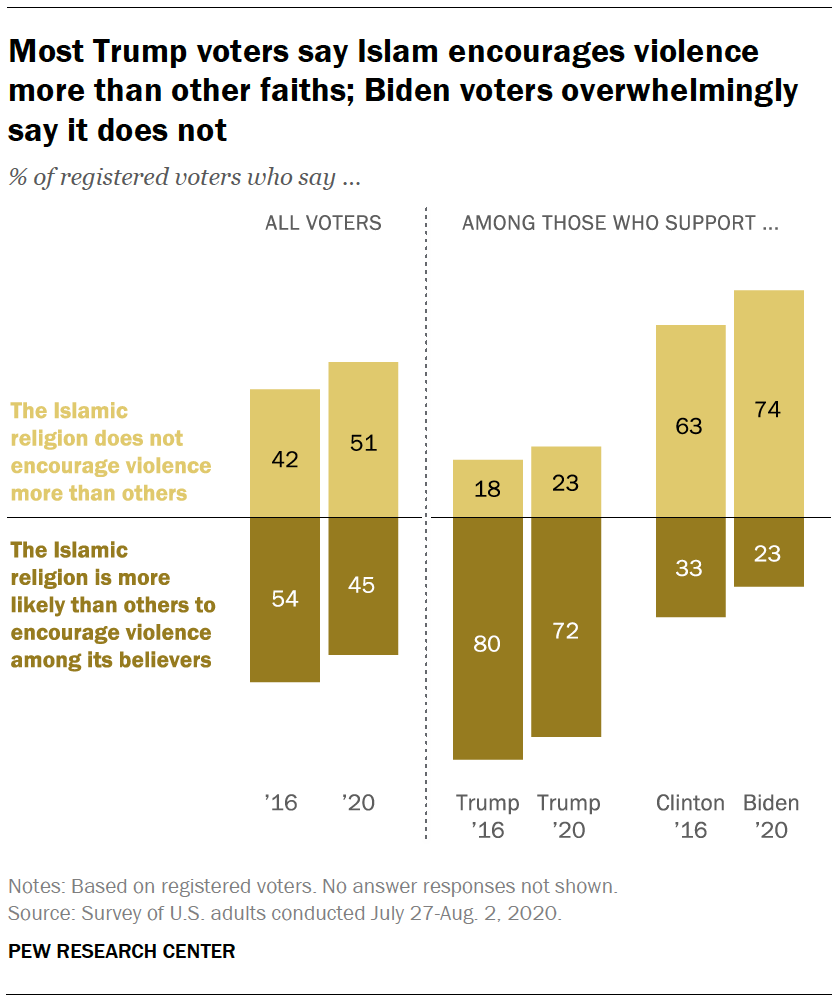 Most Trump voters say Islam encourages violence
more than other faiths; Biden voters overwhelmingly
say it does not
% of registered voters who say ...
ALL VOTERS
AMONG THOSE WHO SUPPORT ...
The Islamic
religion does not
encourage violence
more than others
42
51
18
23
63
74
The Islamic
religion is more
likely than others to
encourage violence
among its believers
54
45
80
72
33
23
’16
’20
Trump
’16
Trump
’20
Clinton
’16
Biden
’20
Notes: Based on registered voters. No answer responses not shown.
Source: Survey of U.S. adults conducted July 27-Aug. 2, 2020.
PEW RESEARCH CENTER